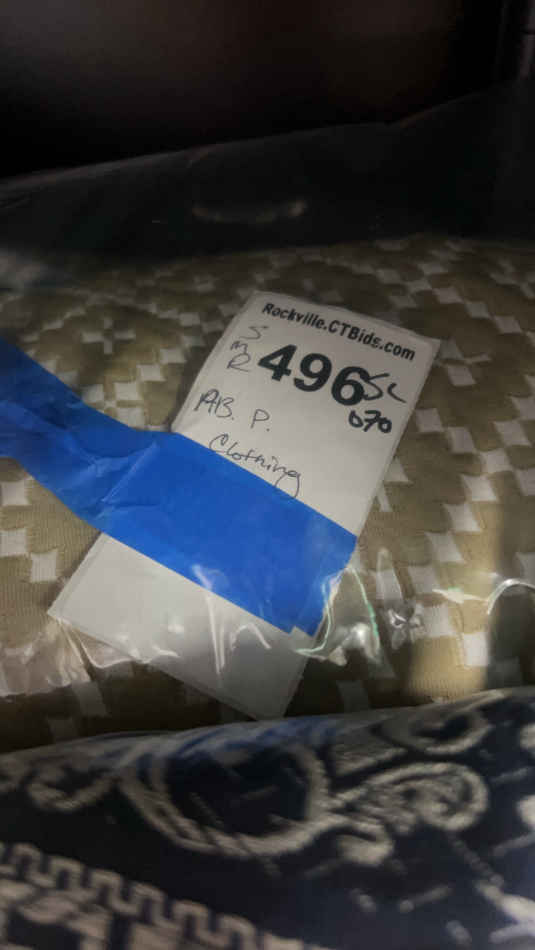 Rockville.CTBids.com
S
M
R
496 SL
070
AB. P.
Clothing